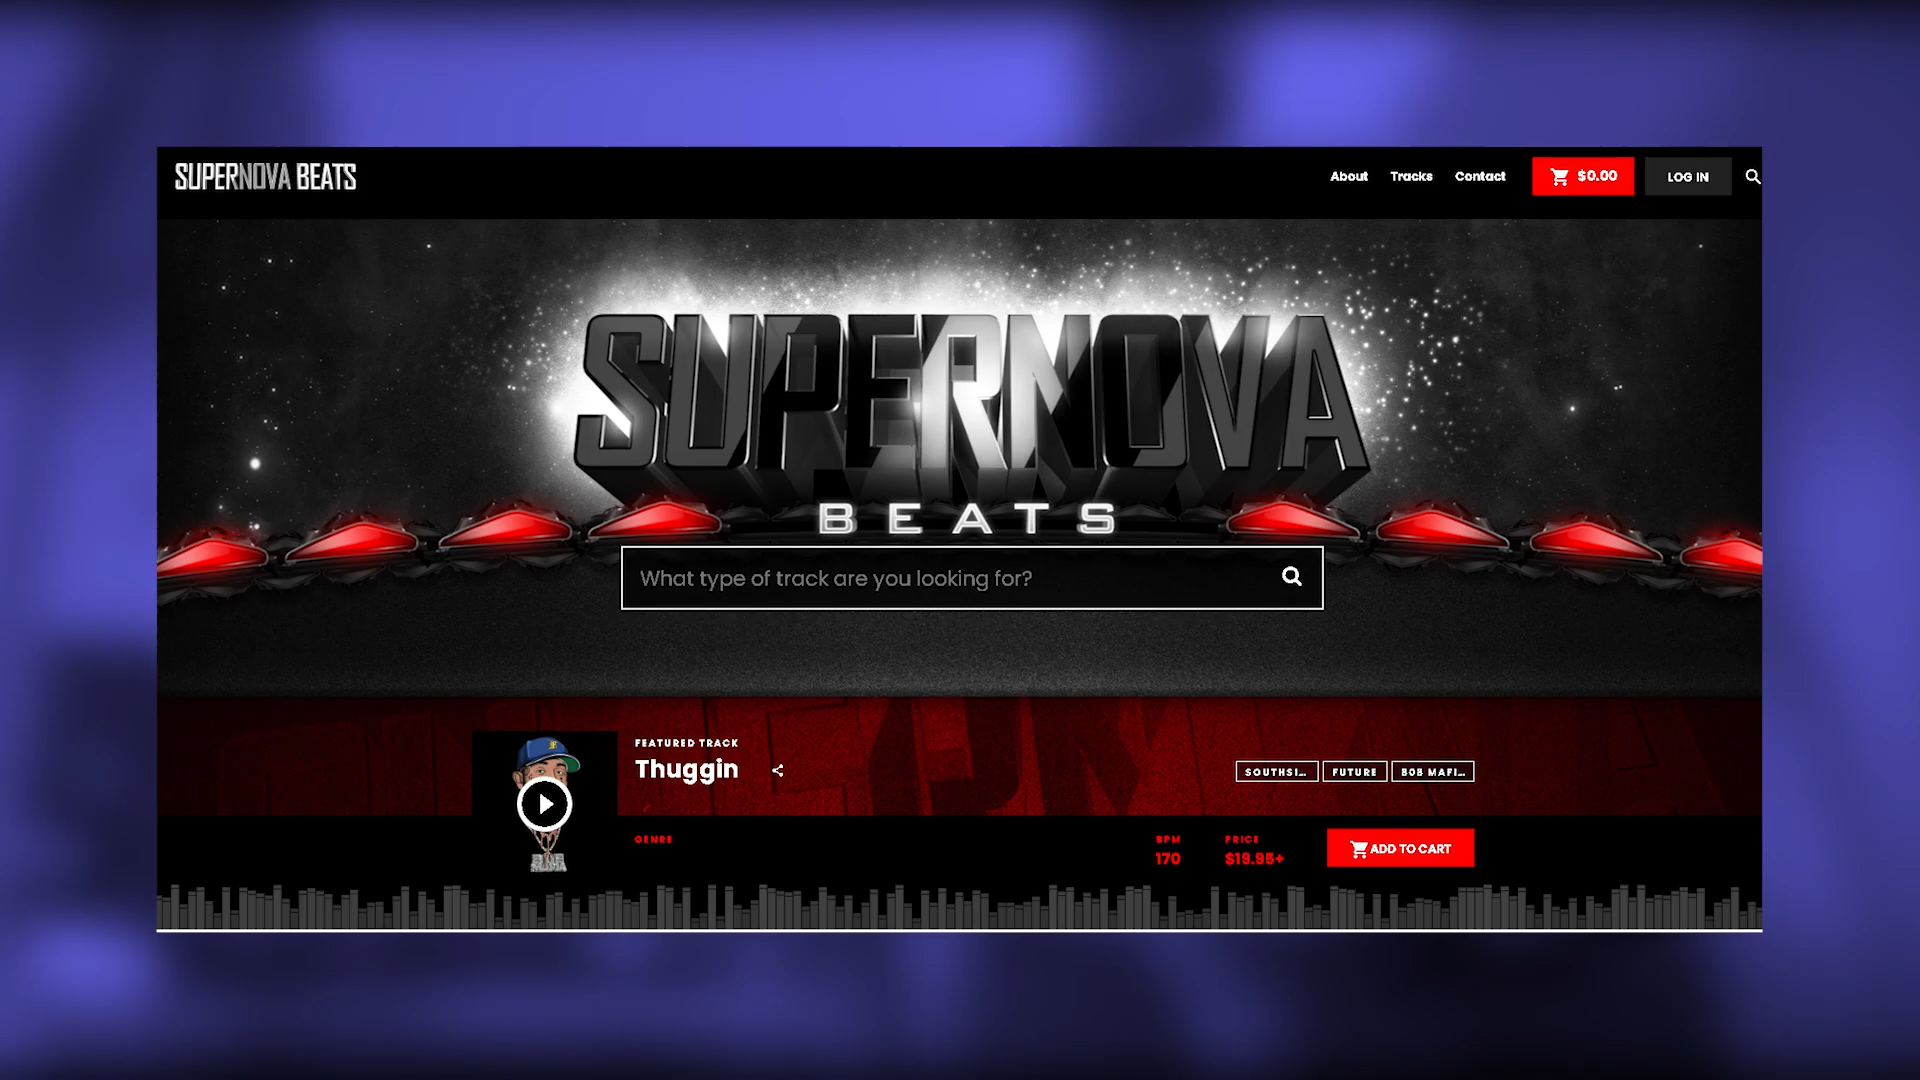 SUPERNOVA BEATS
About Tracks Contact $0.00 LOG IN
SUPERNOVA
BEATS
What type of track are you looking for?
FEATURED TRACK
Thuggin
SOUTHSI... FUTURE 808 MAFI...
GENRE
BPM
170
PRICE
$19.95+
ADD TO CART